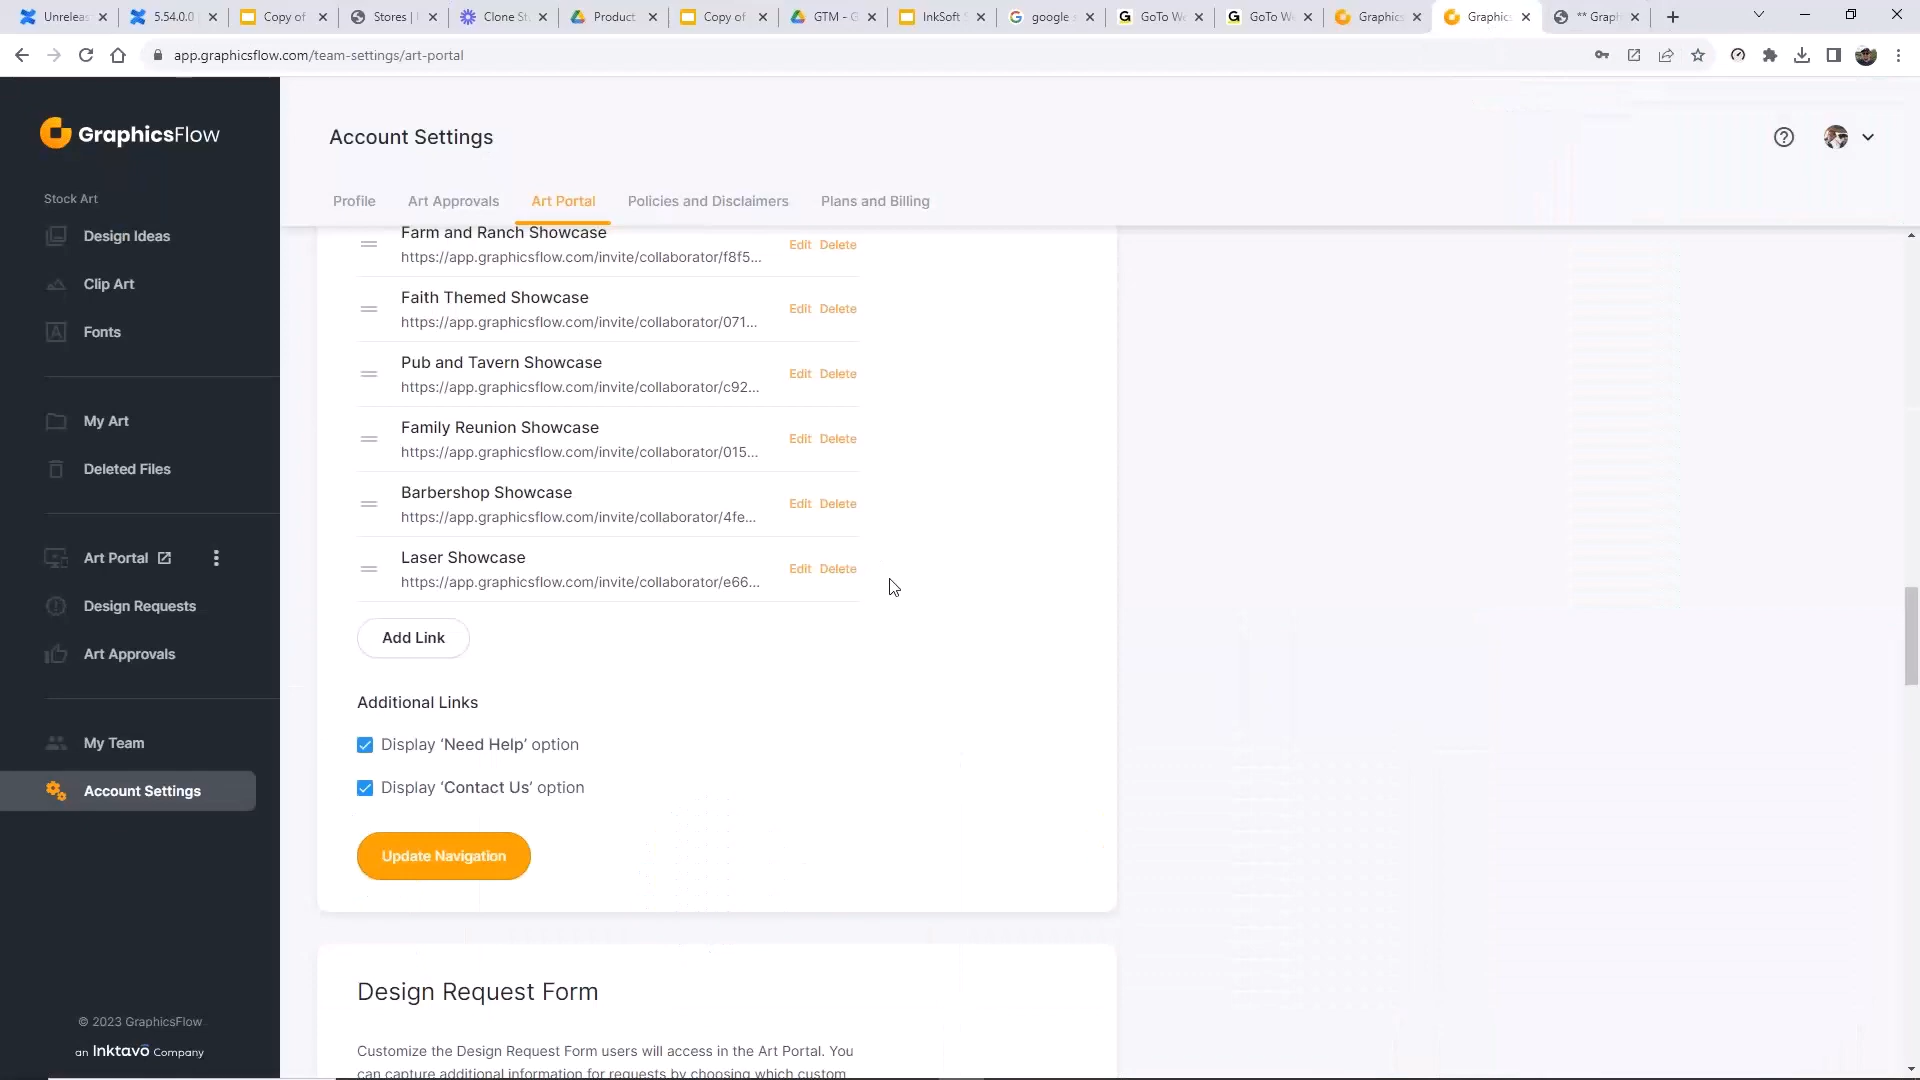 Unreleas
5.54.0.0
Copy of
Stores |
Clone St
Product
Copy of
GTM - G
InkSoft
google s
GoTo We
GoTo We
Graphics
Graphics
** Graph
app.graphicsflow.com/team-settings/art-portal
GraphicsFlow
Account Settings
Profile
Art Approvals
Art Portal
Policies and Disclaimers
Plans and Billing
Stock Art
Design Ideas
Clip Art
Fonts
My Art
Deleted Files
Art Portal
Design Requests
Art Approvals
My Team
Account Settings
© 2023 GraphicsFlow
an Inktavo Company
Farm and Ranch Showcase
https://app.graphicsflow.com/invite/collaborator/f8f5...
Edit Delete
Faith Themed Showcase
https://app.graphicsflow.com/invite/collaborator/071...
Edit Delete
Pub and Tavern Showcase
https://app.graphicsflow.com/invite/collaborator/c92...
Edit Delete
Family Reunion Showcase
https://app.graphicsflow.com/invite/collaborator/015...
Edit Delete
Barbershop Showcase
https://app.graphicsflow.com/invite/collaborator/4fe...
Edit Delete
Laser Showcase
https://app.graphicsflow.com/invite/collaborator/e66...
Edit Delete
Add Link
Additional Links
Display ‘Need Help’ option
Display ‘Contact Us’ option
Update Navigation
Design Request Form
Customize the Design Request Form users will access in the Art Portal. You
can capture additional information for requests by choosing which custom